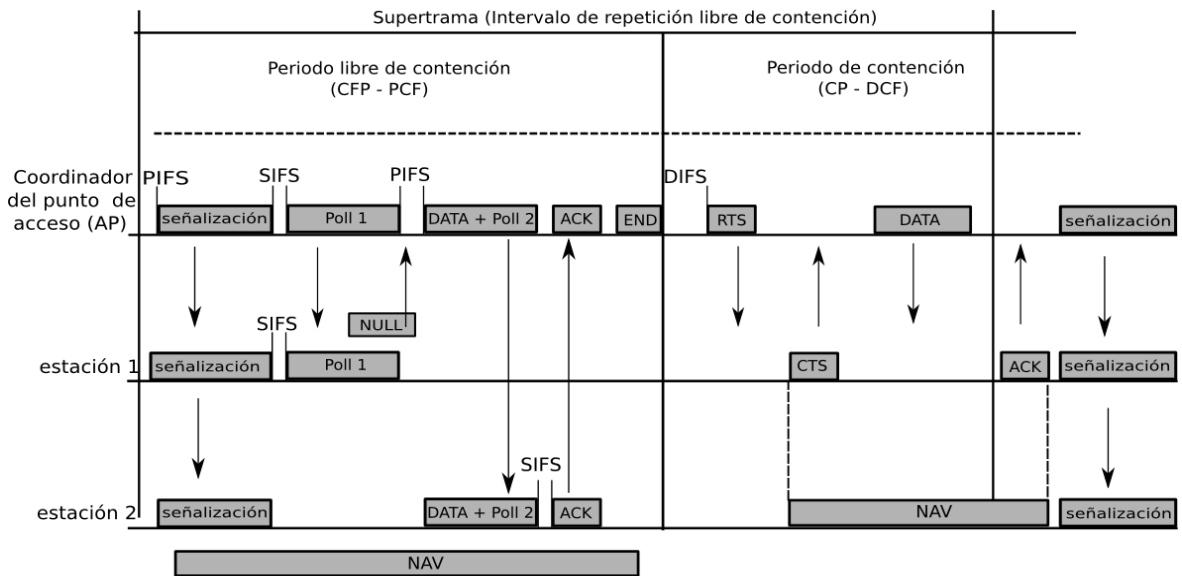 Supertrama (Intervalo de repetición libre de contención)
Periodo libre de contención
(CFP - PCF)
Periodo de contención
(CP - DCF)
Coordinador
del punto de
acceso (AP)
PIFS
SIFS
PIFS
DIFS
señalización
Poll 1
DATA + Poll 2
ACK
END
RTS
DATA
señalización
NULL
SIFS
estación 1
señalización
Poll 1
CTS
ACK
señalización
SIFS
estación 2
señalización
DATA + Poll 2
ACK
NAV
señalización
NAV